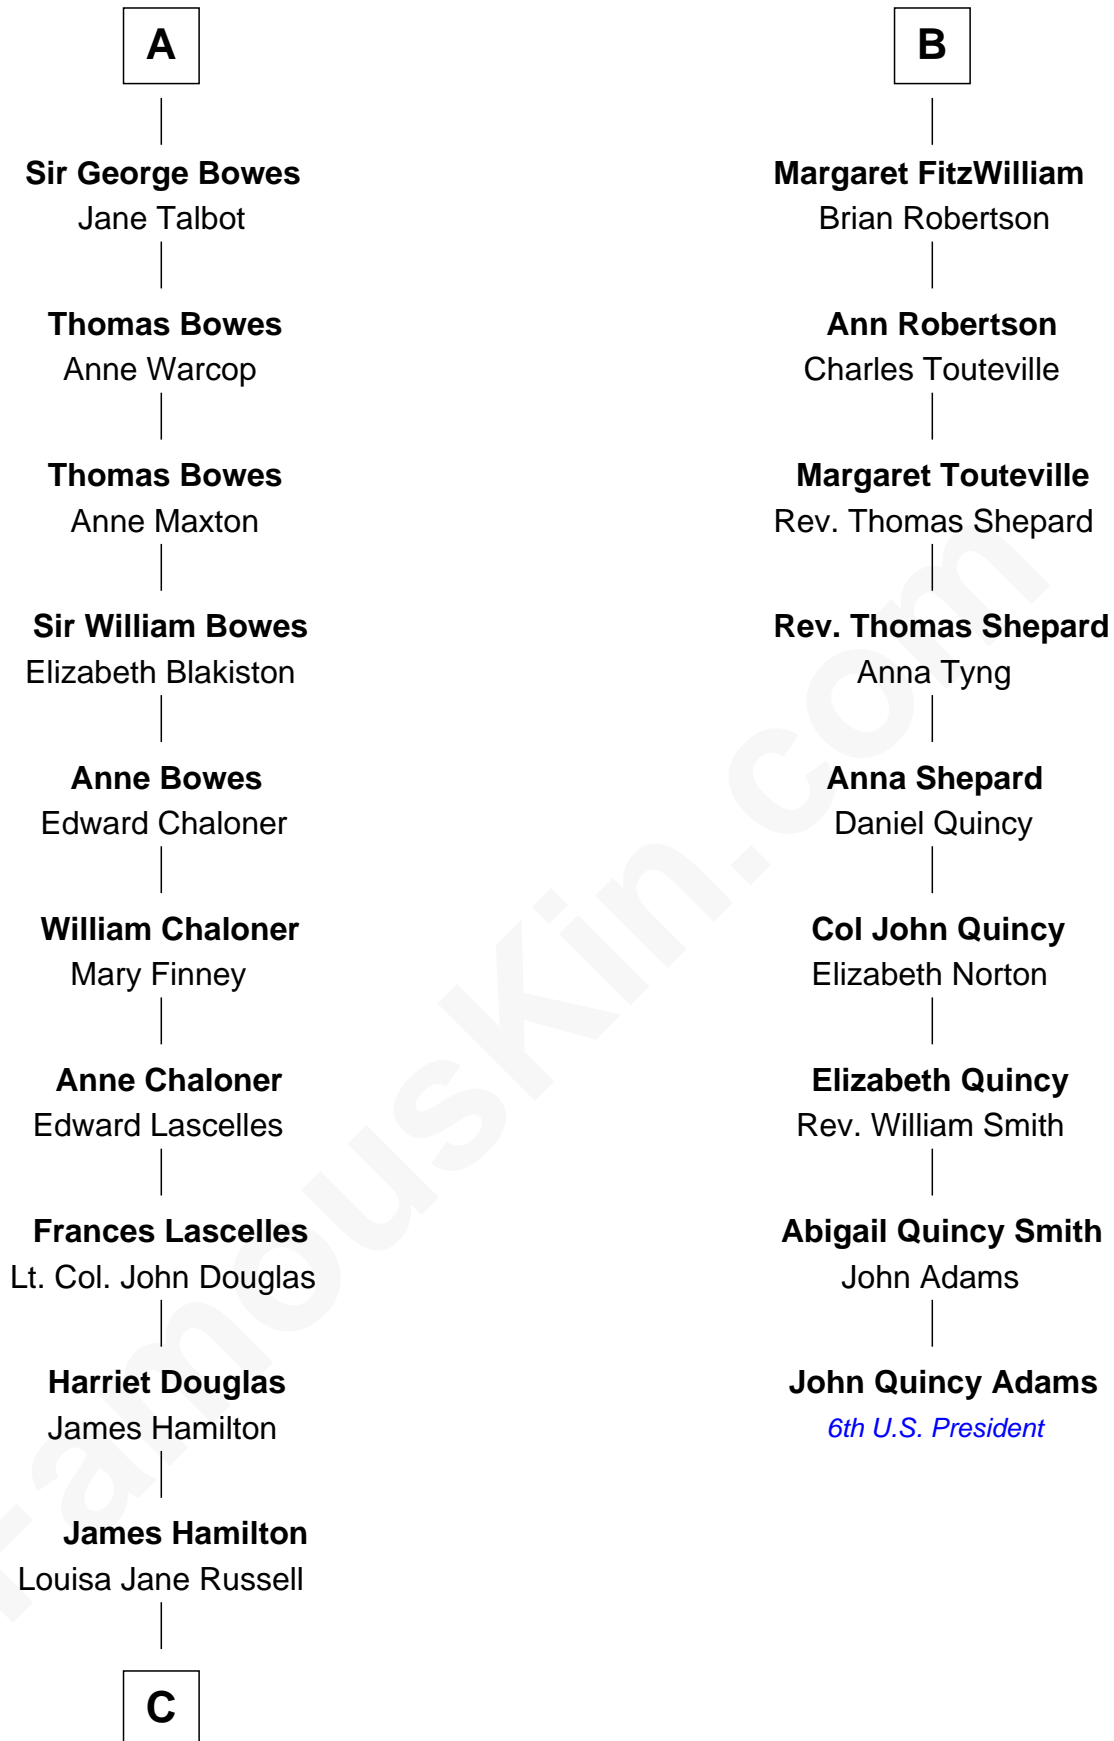 A
Sir George Bowes
Jane Talbot
Thomas Bowes
Anne Warcop
Thomas Bowes
Anne Maxton
Sir William Bowes
Elizabeth Blakiston
Anne Bowes
Edward Chaloner
William Chaloner
Mary Finney
Anne Chaloner
Edward Lascelles
Frances Lascelles
Lt. Col. John Douglas
Harriet Douglas
James Hamilton
James Hamilton
Louisa Jane Russell
C
B
Margaret FitzWilliam
Brian Robertson
Ann Robertson
Charles Touteville
Margaret Touteville
Rev. Thomas Shepard
Rev. Thomas Shepard
Anna Tyng
Anna Shepard
Daniel Quincy
Col John Quincy
Elizabeth Norton
Elizabeth Quincy
Rev. William Smith
Abigail Quincy Smith
John Adams
John Quincy Adams
6th U.S. President
FamousKin.com